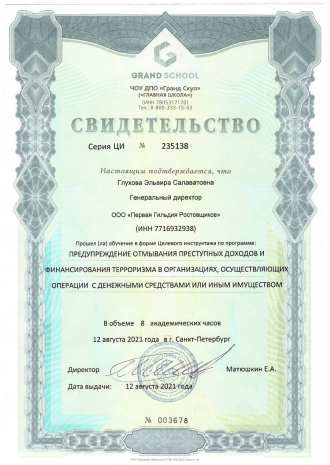 GRAND SCHOOL
ЧОУ ДПО «Гранд Скул»
(«ГЛАВНАЯ ШКОЛА»)
ИНН 7805317170
Тел. 8-800-333-15-43
СВИДЕТЕЛЬСТВО
Серия ЦИ № 235138
Настоящим подтверждается, что
Глухова Эльвира Салаватовна
Генеральный директор
ООО «Первая Гильдия Ростовщиков»
(ИНН 7716932938)
Прошел (ла) обучение в форме Целевого инструктажа по программе:
ПРЕДУПРЕЖДЕНИЕ ОТМЫВАНИЯ ПРЕСТУПНЫХ ДОХОДОВ И
ФИНАНСИРОВАНИЯ ТЕРРОРИЗМА В ОРГАНИЗАЦИЯХ, ОСУЩЕСТВЛЯЮЩИХ
ОПЕРАЦИИ С ДЕНЕЖНЫМИ СРЕДСТВАМИ ИЛИ ИНЫМ ИМУЩЕСТВОМ
В объеме 8 академических часов
12 августа 2021 года в г. Санкт-Петербург
Директор Матюшкин Е.А.
Дата выдачи: 12 августа 2021 года
№ 003678